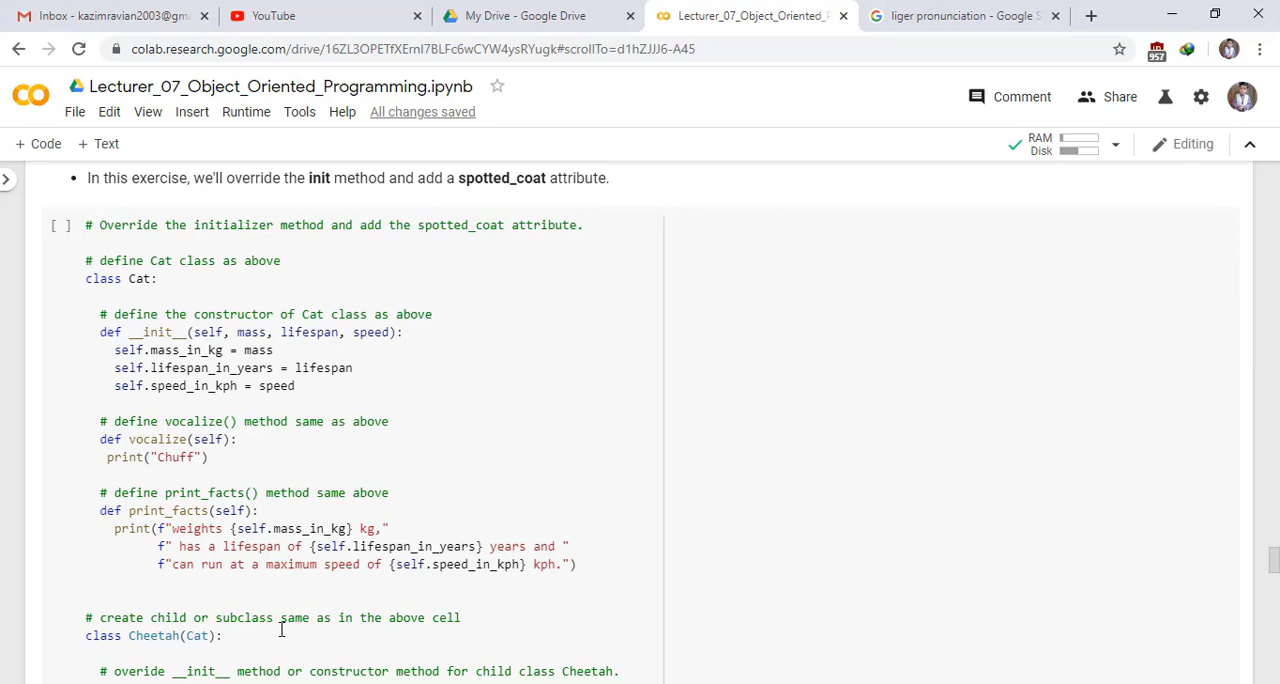 Inbox - kazimravian2003@gm
YouTube
My Drive - Google Drive
Lecturer_07_Object_Oriented_P
liger pronunciation - Google S
colab.research.google.com/drive/16ZL3OPETfXErnI7BLFc6wCYW4ysRYugk#scrollTo=d1hZJJJ6-A45
957
Lecturer_07_Object_Oriented_Programming.ipynb
Comment
Share
File Edit View Insert Runtime Tools Help All changes saved
+ Code + Text
RAM
Disk
Editing
• In this exercise, we'll override the init method and add a spotted_coat attribute.
[ ] # Override the initializer method and add the spotted_coat attribute.
# define Cat class as above
class Cat:
# define the constructor of Cat class as above
def __init__(self, mass, lifespan, speed):
self.mass_in_kg = mass
self.lifespan_in_years = lifespan
self.speed_in_kph = speed
# define vocalize() method same as above
def vocalize(self):
print("Chuff")
# define print_facts() method same above
def print_facts(self):
print(f"weights {self.mass_in_kg} kg,"
f" has a lifespan of {self.lifespan_in_years} years and "
f"can run at a maximum speed of {self.speed_in_kph} kph.")
# create child or subclass same as in the above cell
class Cheetah(Cat):
# overide __init__ method or constructor method for child class Cheetah.